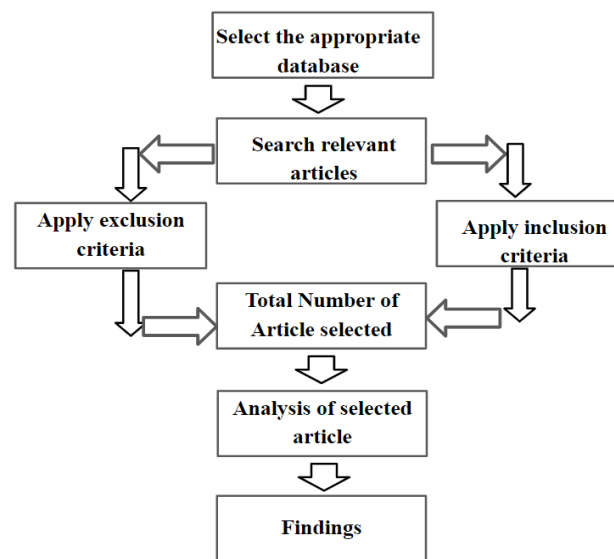 Select the appropriate
database
Search relevant
articles
Apply exclusion
criteria
Apply inclusion
criteria
Total Number of
Article selected
Analysis of selected
article
Findings